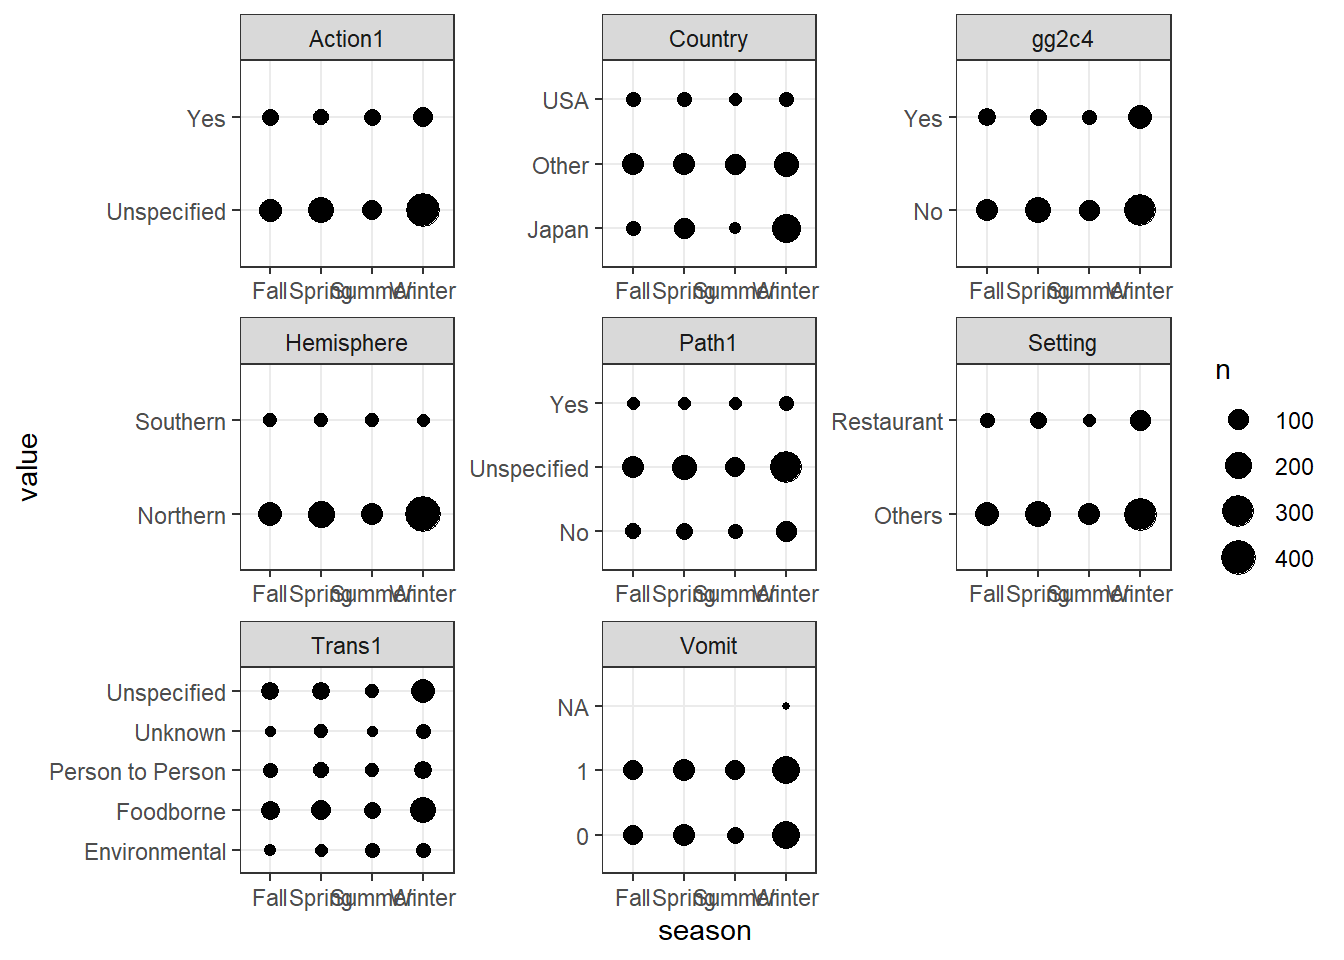 Action1
Yes
Unspecified
Fall Spring Summer Winter
Country
USA
Other
Japan
Fall Spring Summer Winter
gg2c4
Yes
No
Fall Spring Summer Winter
Hemisphere
Southern
Northern
Fall Spring Summer Winter
Path1
Yes
Unspecified
No
Fall Spring Summer Winter
Setting
Restaurant
Others
Fall Spring Summer Winter
Trans1
Unspecified
Unknown
Person to Person
Foodborne
Environmental
Fall Spring Summer Winter
Vomit
NA
1
0
Fall Spring Summer Winter
value
season
n
100
200
300
400